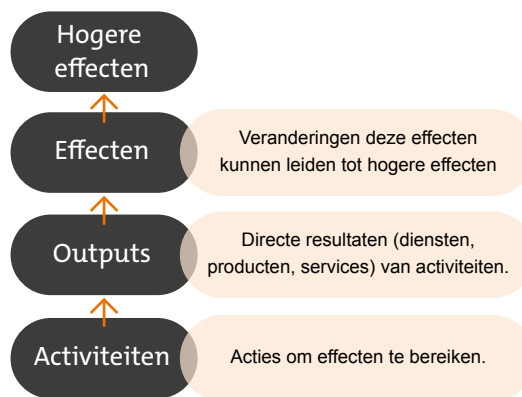 Hogere
effecten
Effecten
Veranderingen deze effecten
kunnen leiden tot hogere effecten
Outputs
Directe resultaten (diensten,
producten, services) van activiteiten.
Activiteiten
Acties om effecten te bereiken.